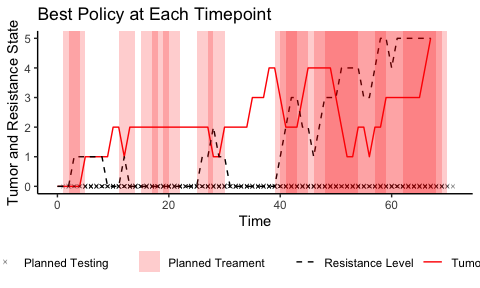 Best Policy at Each Timepoint
Tumor and Resistance State
5
4
3
2
1
0
0 20 40 60
Time
Planned Testing Planned Treament Resistance Level Tumo